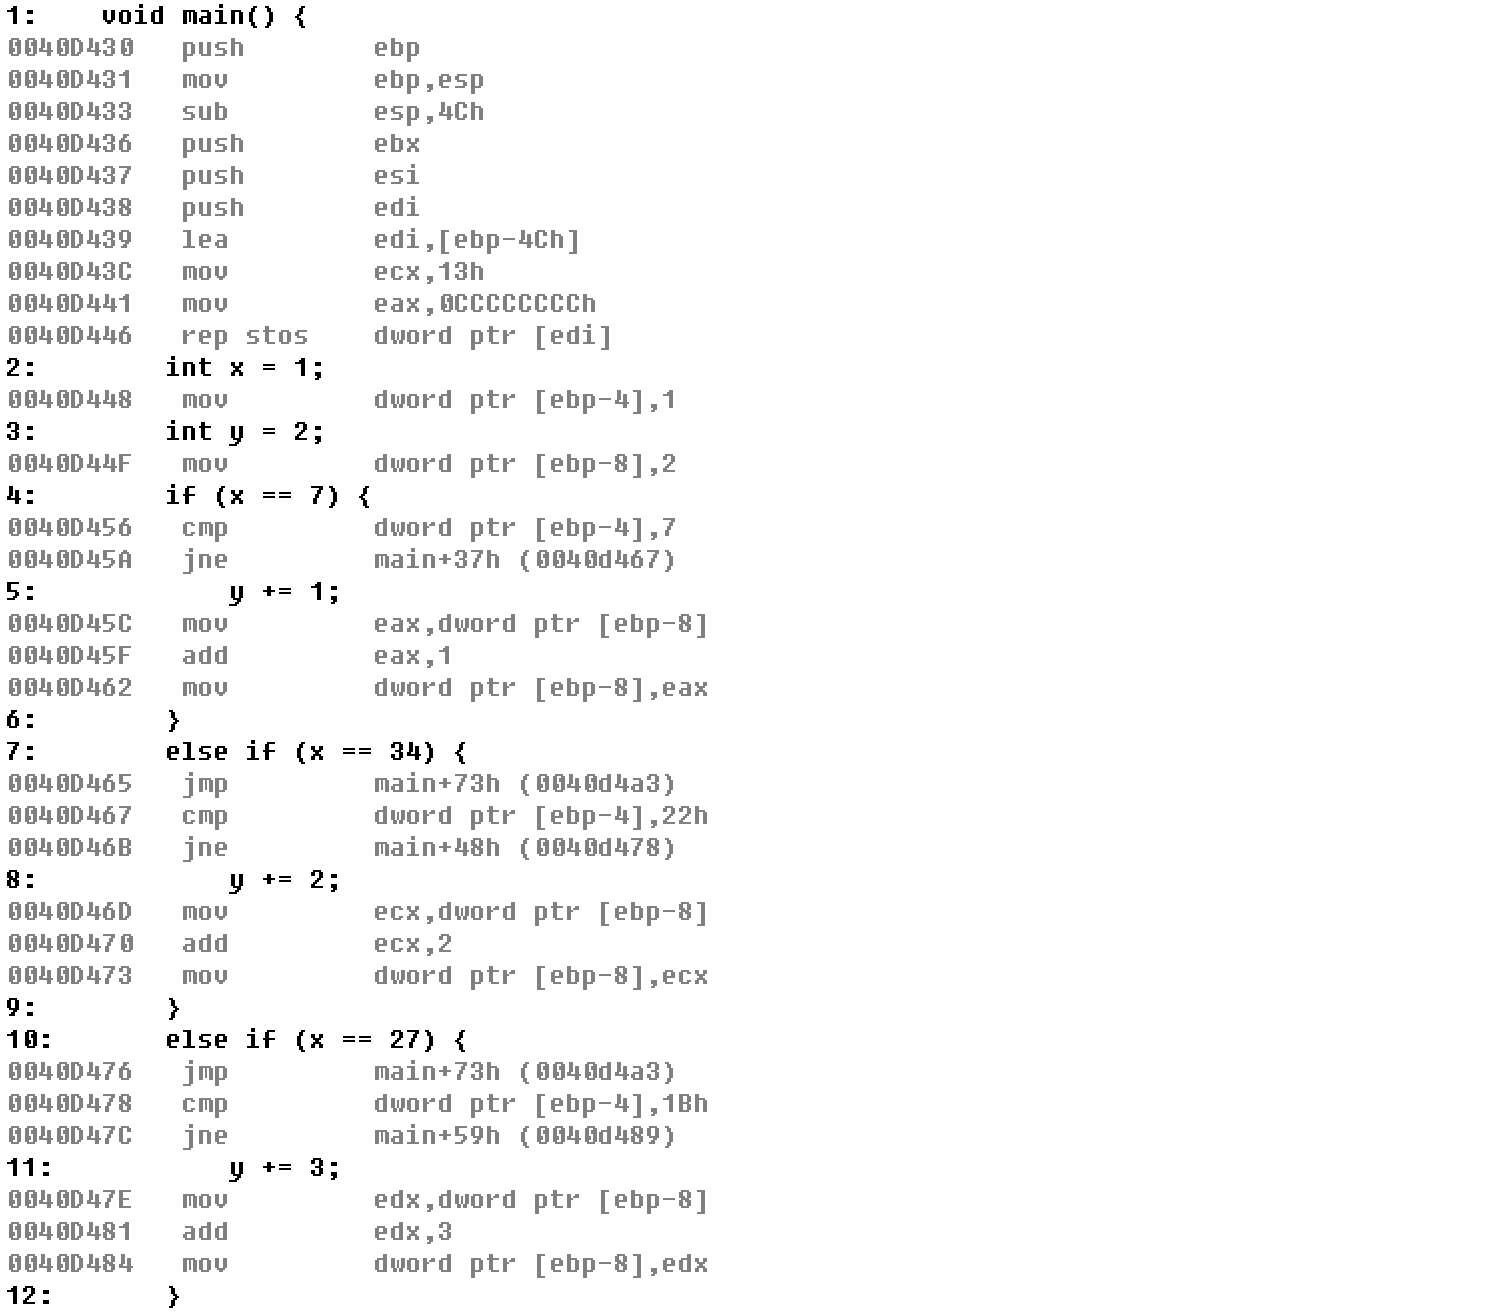 1:    void main() {
0040D430   push        ebp
0040D431   mov         ebp,esp
0040D433   sub         esp,4Ch
0040D436   push        ebx
0040D437   push        esi
0040D438   push        edi
0040D439   lea         edi,[ebp-4Ch]
0040D43C   mov         ecx,13h
0040D441   mov         eax,0CCCCCCCCh
0040D446   rep stos    dword ptr [edi]
2:        int x = 1;
0040D448   mov         dword ptr [ebp-4],1
3:        int y = 2;
0040D44F   mov         dword ptr [ebp-8],2
4:        if (x == 7) {
0040D456   cmp         dword ptr [ebp-4],7
0040D45A   jne         main+37h (0040d467)
5:            y += 1;
0040D45C   mov         eax,dword ptr [ebp-8]
0040D45F   add         eax,1
0040D462   mov         dword ptr [ebp-8],eax
6:        }
7:        else if (x == 34) {
0040D465   jmp         main+73h (0040d4a3)
0040D467   cmp         dword ptr [ebp-4],22h
0040D46B   jne         main+48h (0040d478)
8:            y += 2;
0040D46D   mov         ecx,dword ptr [ebp-8]
0040D470   add         ecx,2
0040D473   mov         dword ptr [ebp-8],ecx
9:        }
10:       else if (x == 27) {
0040D476   jmp         main+73h (0040d4a3)
0040D478   cmp         dword ptr [ebp-4],1Bh
0040D47C   jne         main+59h (0040d489)
11:           y += 3;
0040D47E   mov         edx,dword ptr [ebp-8]
0040D481   add         edx,3
0040D484   mov         dword ptr [ebp-8],edx
12:       }